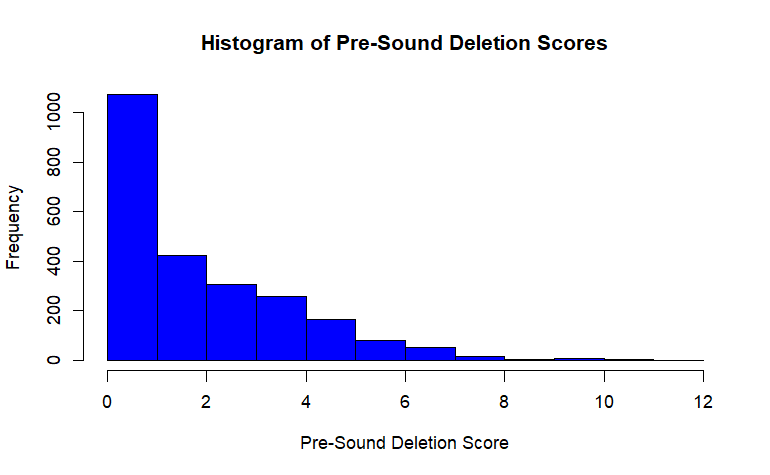 Histogram of Pre-Sound Deletion Scores
Frequency
1000
800
600
400
200
0
0 2 4 6 8 10 12
Pre-Sound Deletion Score